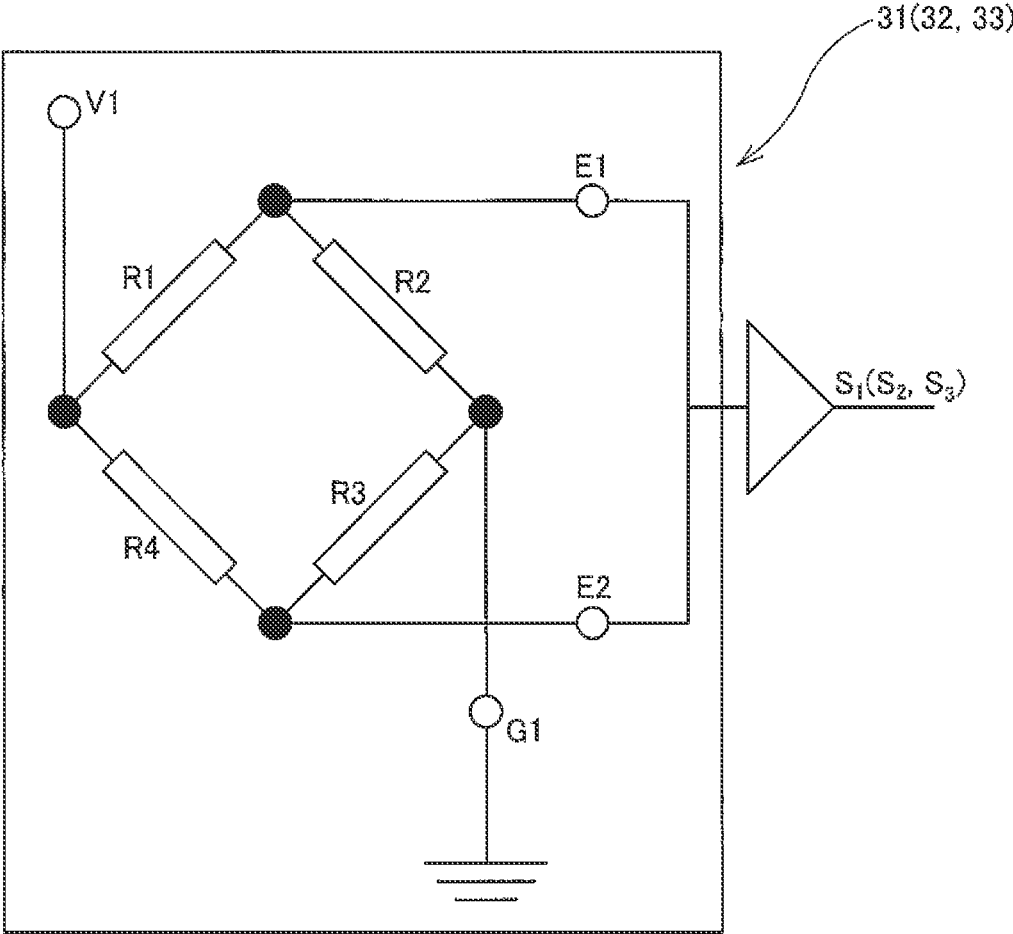 31(32, 33)
V1
E1
R1
R2
S₁(S₂, S₃)
R3
R4
E2
G1